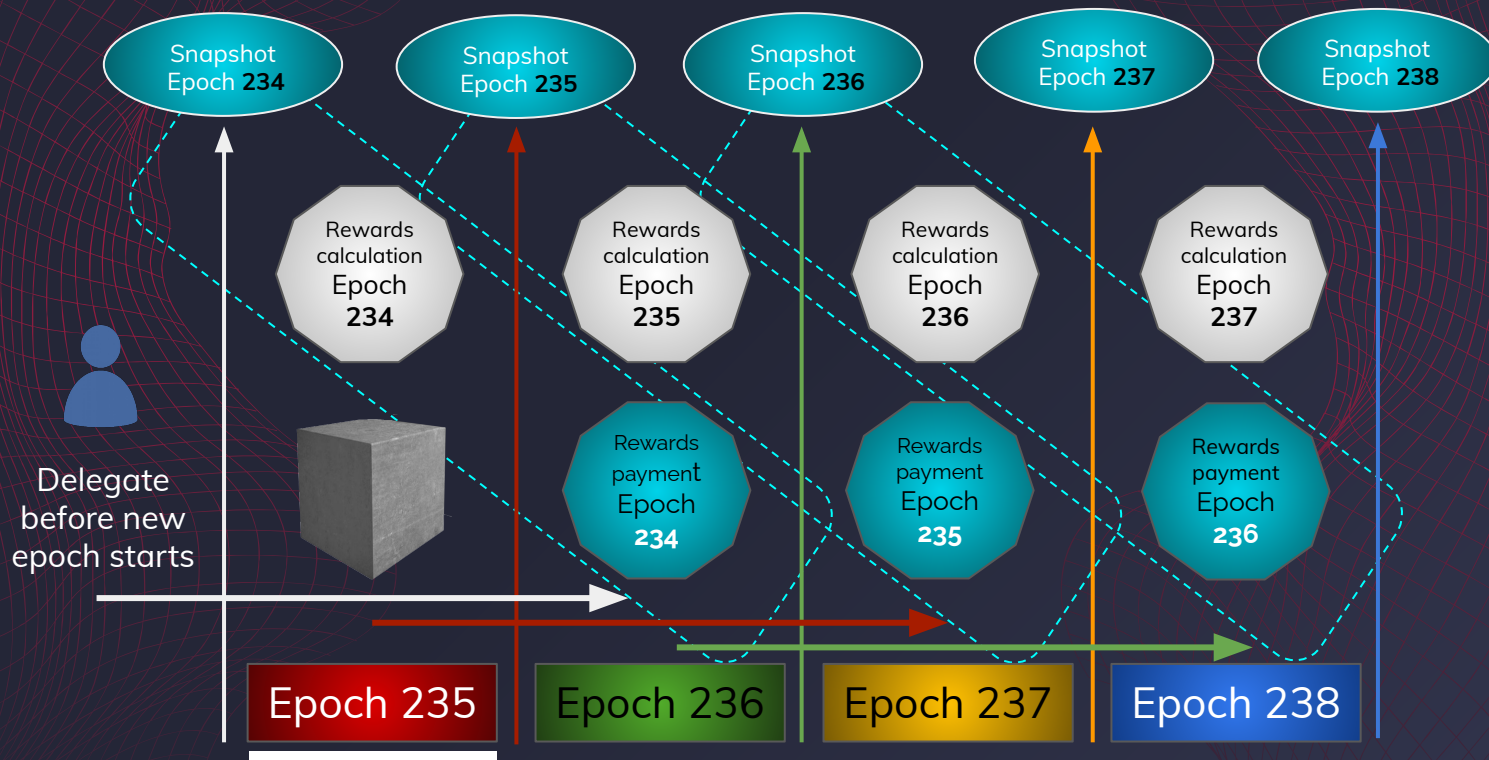 Snapshot
Epoch 234
Snapshot
Epoch 235
Snapshot
Epoch 236
Snapshot
Epoch 237
Snapshot
Epoch 238
Rewards
calculation
Epoch
234
Rewards
calculation
Epoch
235
Rewards
calculation
Epoch
236
Rewards
calculation
Epoch
237
Delegate
before new
epoch starts
Rewards
payment
Epoch
234
Rewards
payment
Epoch
235
Rewards
payment
Epoch
236
Epoch 235
Epoch 236
Epoch 237
Epoch 238